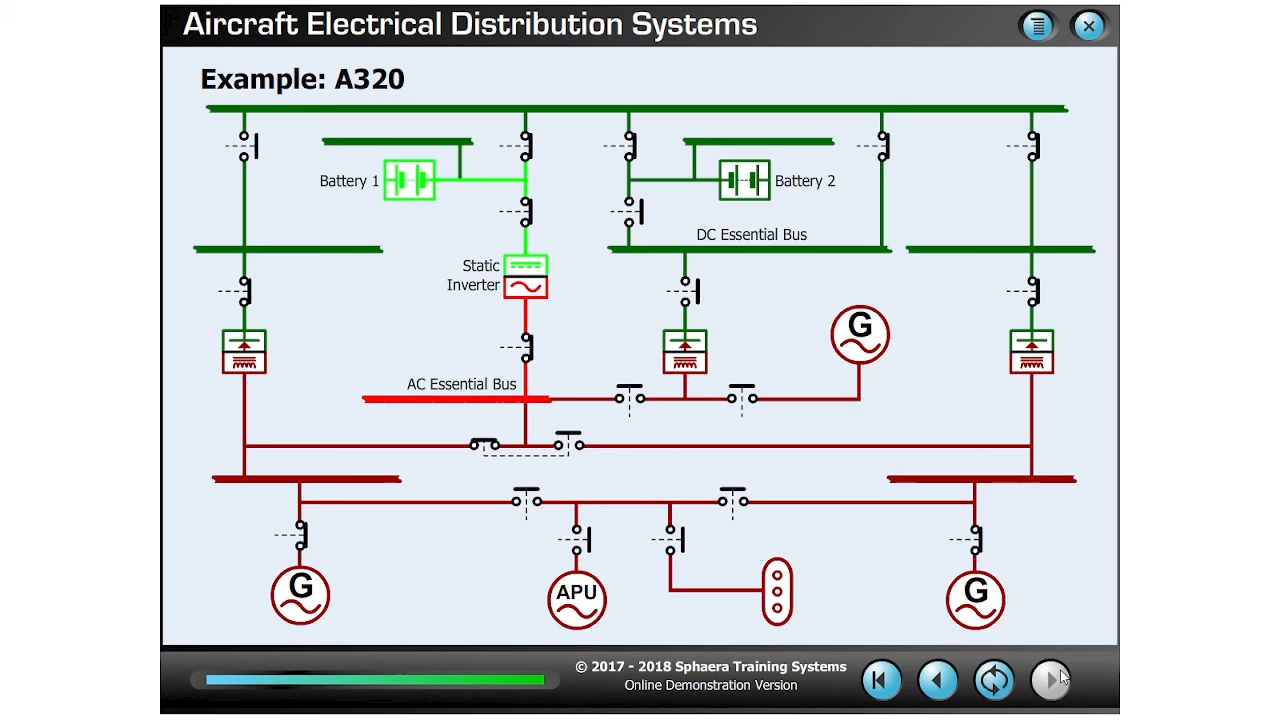 Aircraft Electrical Distribution Systems
Example: A320
Battery 1
Battery 2
DC Essential Bus
Static
Inverter
G
AC Essential Bus
G
APU
G
© 2017 - 2018 Sphaera Training Systems
Online Demonstration Version